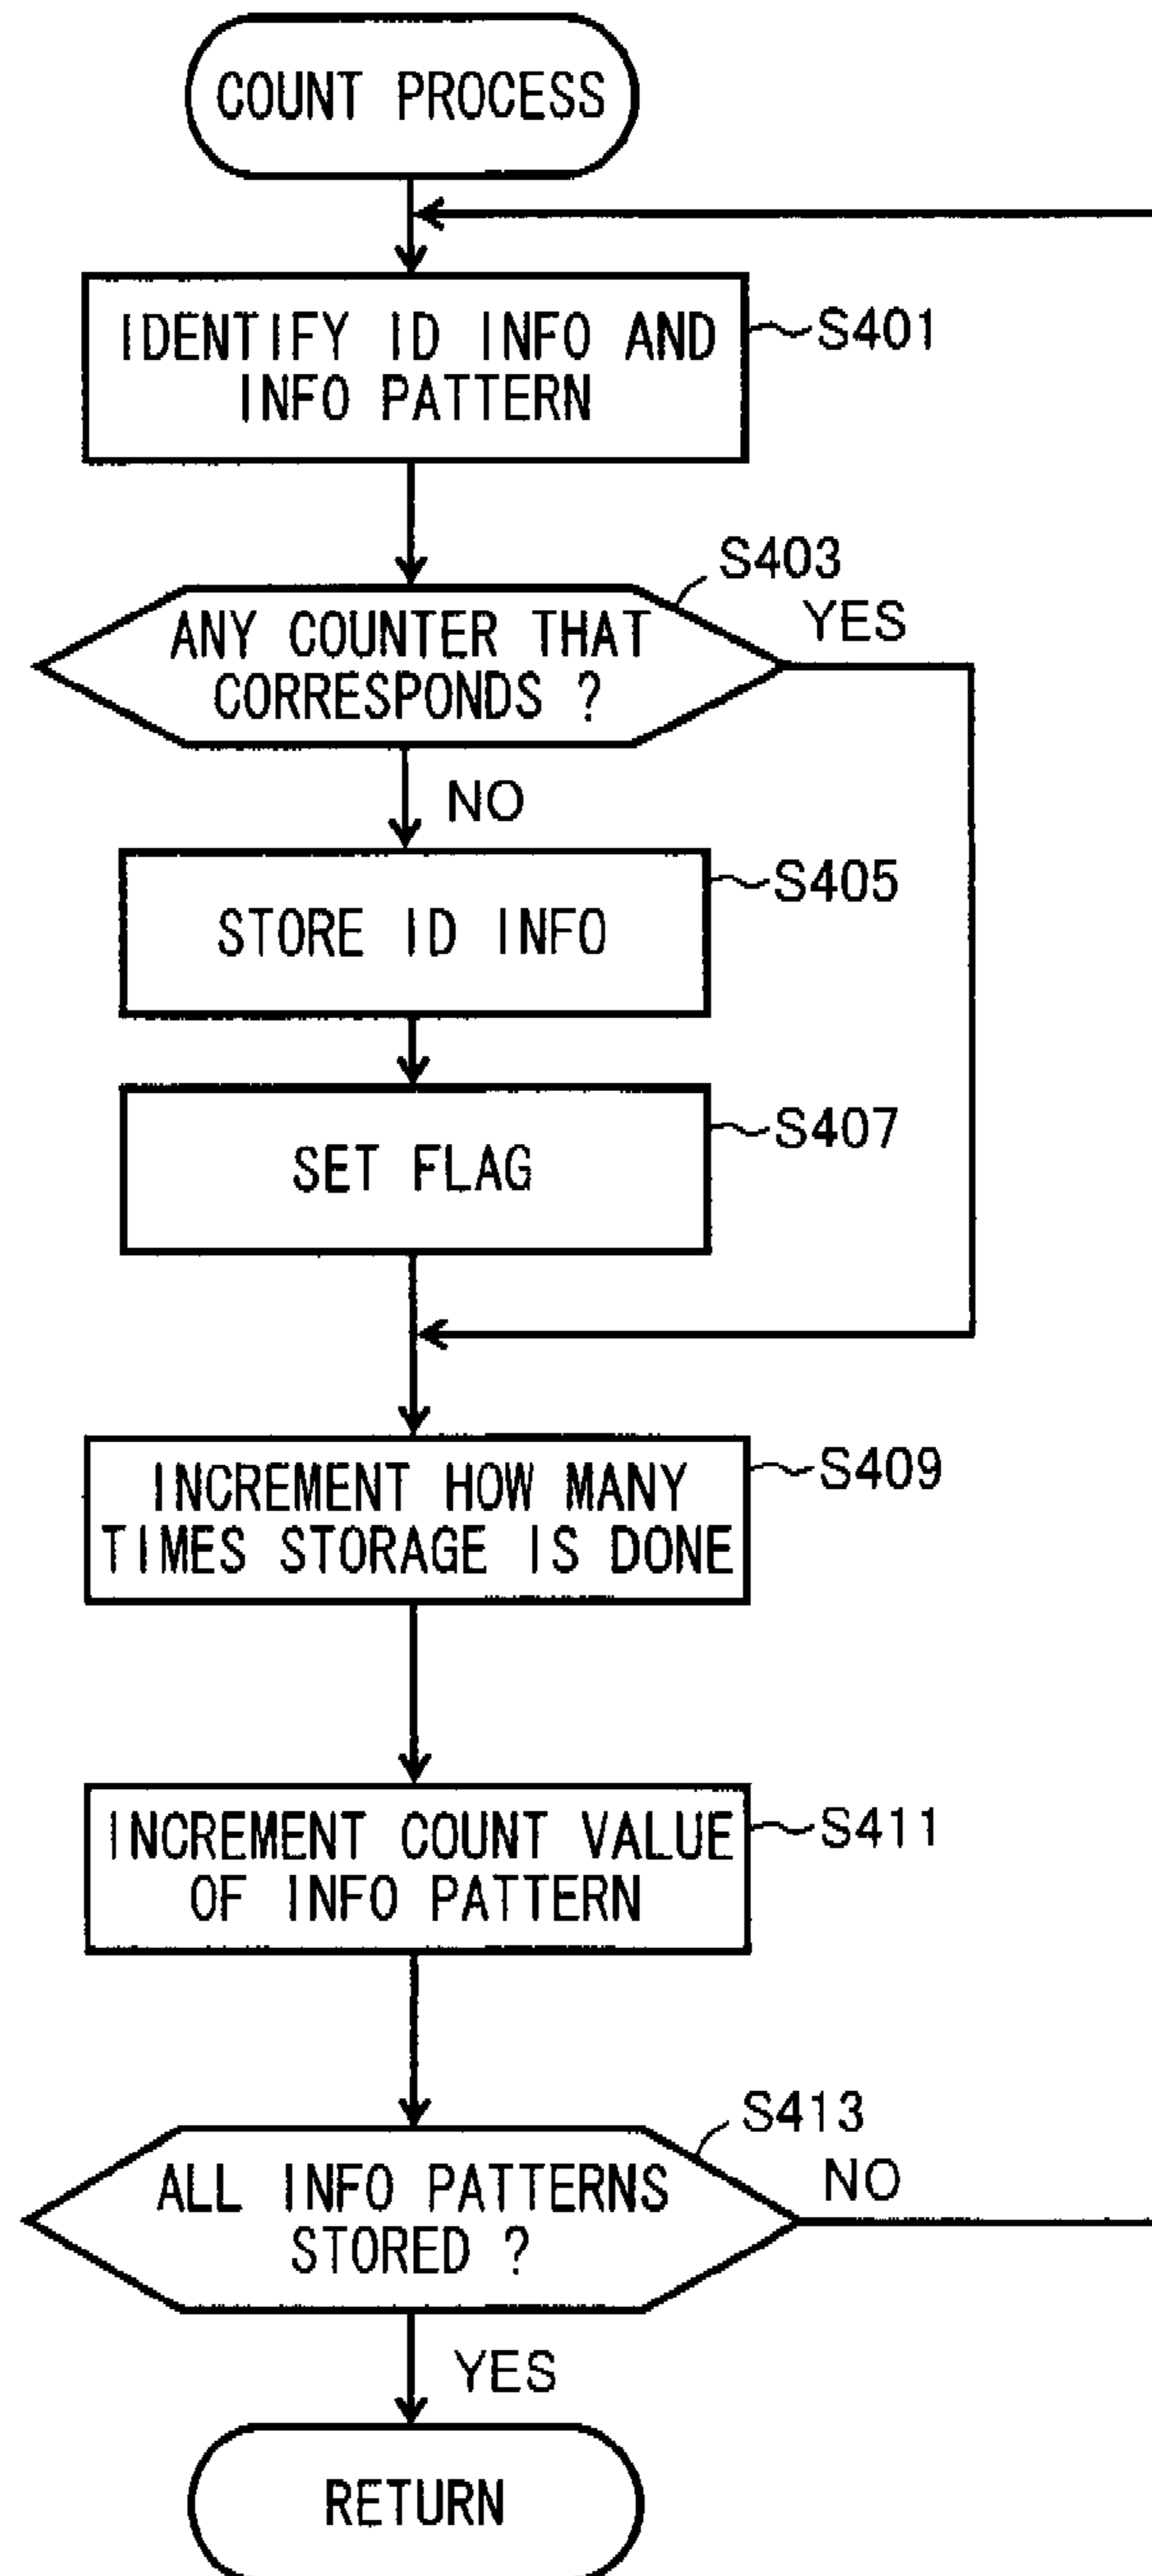 COUNT PROCESS
IDENTIFY ID INFO AND
INFO PATTERN
S401
S403
ANY COUNTER THAT
CORRESPONDS ?
YES
NO
STORE ID INFO
S405
SET FLAG
S407
INCREMENT HOW MANY
TIMES STORAGE IS DONE
S409
INCREMENT COUNT VALUE
OF INFO PATTERN
S411
S413
ALL INFO PATTERNS
STORED ?
NO
YES
RETURN